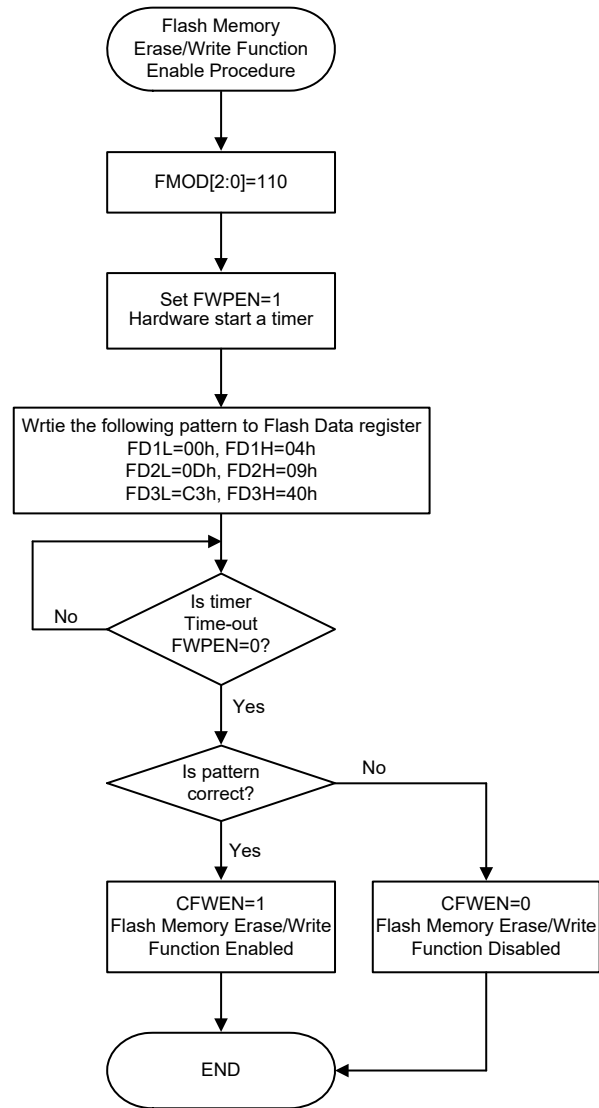 Flash Memory
Erase/Write Function
Enable Procedure
FMOD[2:0]=110
Set FWPEN=1
Hardware start a timer
Wrtie the following pattern to Flash Data register
FD1L=00h, FD1H=04h
FD2L=0Dh, FD2H=09h
FD3L=C3h, FD3H=40h
Is timer
Time-out
FWPEN=0?
No
Yes
Is pattern
correct?
No
Yes
CFWEN=1
Flash Memory Erase/Write
Function Enabled
CFWEN=0
Flash Memory Erase/Write
Function Disabled
END